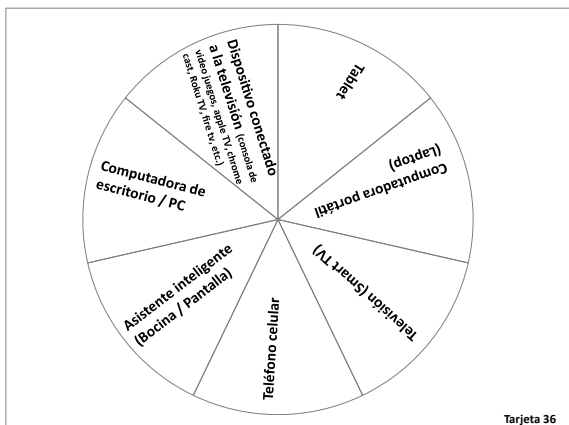 Dispositivo conectado
a la televisión (consola de
video juegos, apple TV, chrome
cast, Roku TV, fire tv, etc.)
Tablet
Computadora portátil
(Laptop)
Televisión (Smart TV)
Teléfono celular
Asistente inteligente
(Bocina / Pantalla)
Computadora de
escritorio / PC
Tarjeta 36